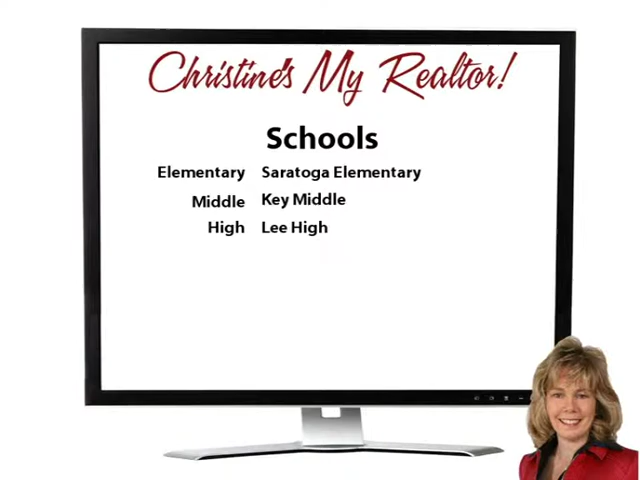 Christine's My Realtor!
Schools
Elementary Saratoga Elementary
Middle Key Middle
High Lee High